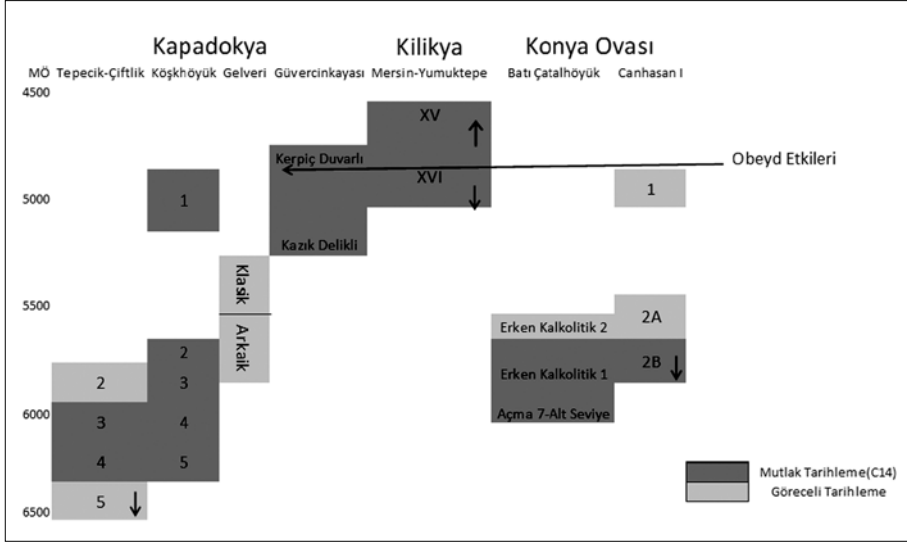 Kapadokya Kilikya Konya Ovası
MÖ Tepecik-Çiftlik Köşkhöyük Gelveri Güvercinkayası Mersin-Yumuktepe Batı Çatalhöyük Canhasan I
4500
XV
Kerpiç Duvarlı
Obeyd Etkileri
XVI
1
5000
1
Kazık Delikli
Klasik
5500
2A
Erken Kalkolitik 2
Arkaik
2
2B
2
3
Erken Kalkolitik 1
6000
3
4
Açma 7-Alt Seviye
4
5
Mutlak Tarihleme(C14)
5
Göreceli Tarihleme
6500